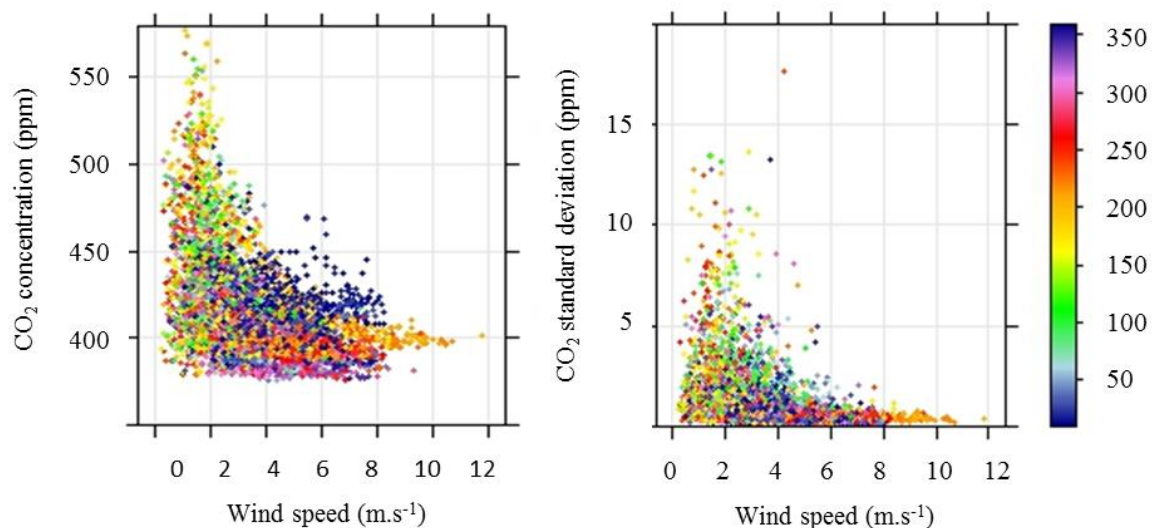 CO₂ concentration (ppm)
550
500
450
400
0 2 4 6 8 10 12
Wind speed (m.s⁻¹)
CO₂ standard deviation (ppm)
15
10
5
0 2 4 6 8 10 12
Wind speed (m.s⁻¹)
350
300
250
200
150
100
50